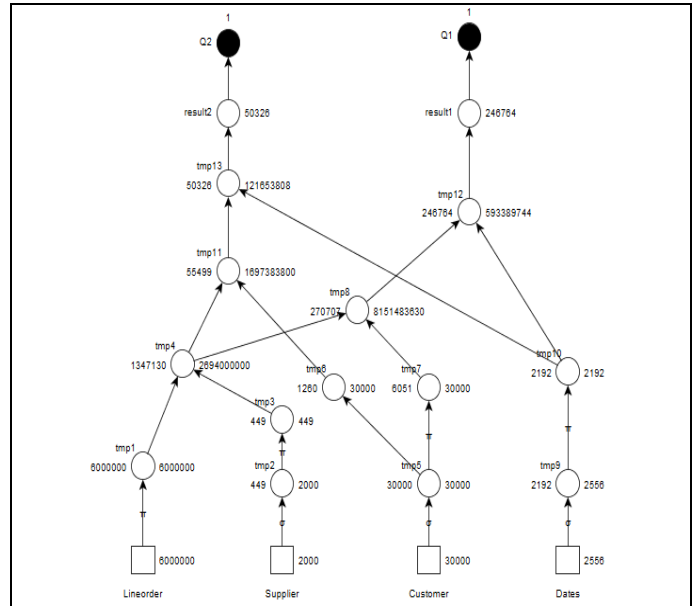 1 1
Q2 Q1
result2 50326 result1 246764
tmp13
50326 121653808
tmp12
246764 593389744
tmp11
55499 1697383800
tmp8
270707 8151483630
tmp4
1347130 2694000000
tmp10
2192 2192
tmp6 tmp7
1260 30000 6051 30000
tmp3
449 449
π π π
tmp1
6000000 6000000
tmp2 tmp5 tmp9
449 2000 30000 30000 2192 2556
π σ σ σ
6000000 2000 30000 2556
Lineorder Supplier Customer Dates